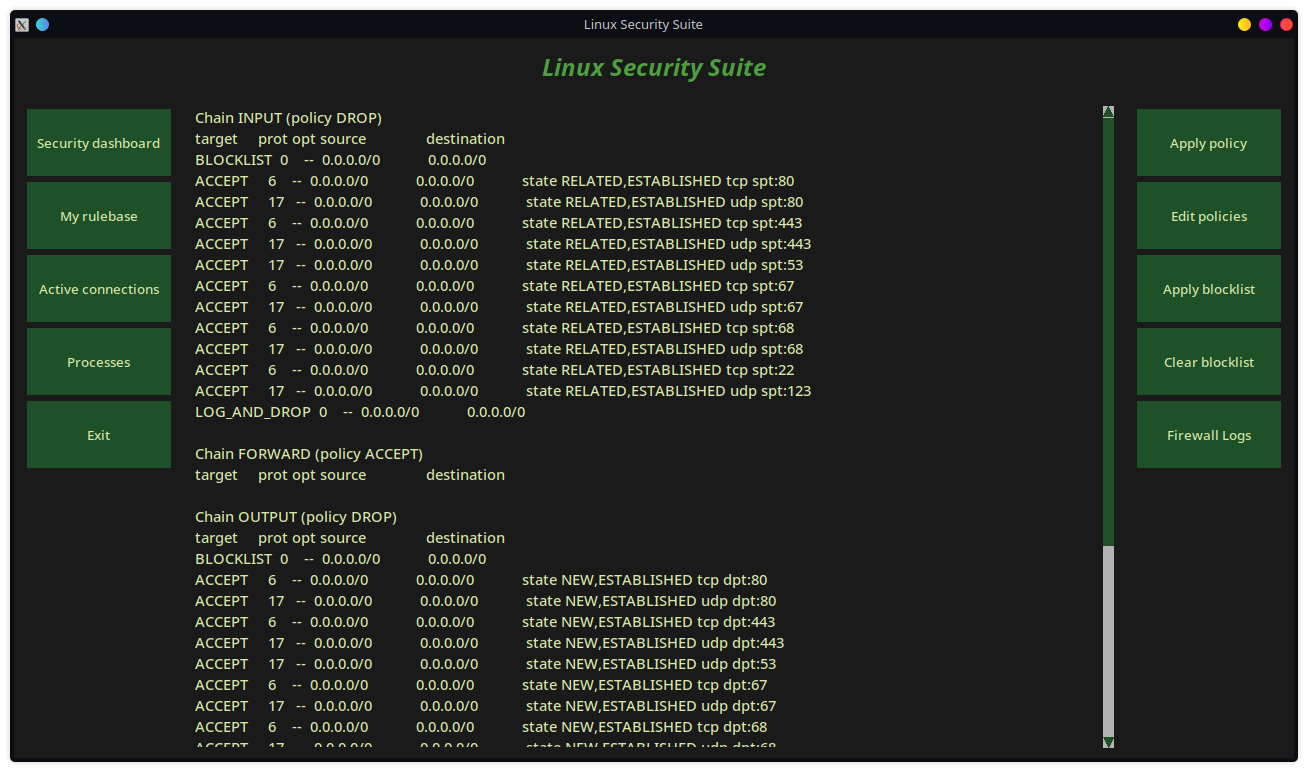 Linux Security Suite
Linux Security Suite
Security dashboard
My rulebase
Active connections
Processes
Exit
Chain INPUT (policy DROP)
target prot opt source destination
BLOCKLIST 0 -- 0.0.0.0/0 0.0.0.0/0
ACCEPT 6 -- 0.0.0.0/0 0.0.0.0/0 state RELATED,ESTABLISHED tcp spt:80
ACCEPT 17 -- 0.0.0.0/0 0.0.0.0/0 state RELATED,ESTABLISHED udp spt:80
ACCEPT 6 -- 0.0.0.0/0 0.0.0.0/0 state RELATED,ESTABLISHED tcp spt:443
ACCEPT 17 -- 0.0.0.0/0 0.0.0.0/0 state RELATED,ESTABLISHED udp spt:443
ACCEPT 17 -- 0.0.0.0/0 0.0.0.0/0 state RELATED,ESTABLISHED udp spt:53
ACCEPT 6 -- 0.0.0.0/0 0.0.0.0/0 state RELATED,ESTABLISHED tcp spt:67
ACCEPT 17 -- 0.0.0.0/0 0.0.0.0/0 state RELATED,ESTABLISHED udp spt:67
ACCEPT 6 -- 0.0.0.0/0 0.0.0.0/0 state RELATED,ESTABLISHED tcp spt:68
ACCEPT 17 -- 0.0.0.0/0 0.0.0.0/0 state RELATED,ESTABLISHED udp spt:68
ACCEPT 6 -- 0.0.0.0/0 0.0.0.0/0 state RELATED,ESTABLISHED tcp spt:22
ACCEPT 17 -- 0.0.0.0/0 0.0.0.0/0 state RELATED,ESTABLISHED udp spt:123
LOG_AND_DROP 0 -- 0.0.0.0/0 0.0.0.0/0
Chain FORWARD (policy ACCEPT)
target prot opt source destination
Chain OUTPUT (policy DROP)
target prot opt source destination
BLOCKLIST 0 -- 0.0.0.0/0 0.0.0.0/0
ACCEPT 6 -- 0.0.0.0/0 0.0.0.0/0 state NEW,ESTABLISHED tcp dpt:80
ACCEPT 17 -- 0.0.0.0/0 0.0.0.0/0 state NEW,ESTABLISHED udp dpt:80
ACCEPT 6 -- 0.0.0.0/0 0.0.0.0/0 state NEW,ESTABLISHED tcp dpt:443
ACCEPT 17 -- 0.0.0.0/0 0.0.0.0/0 state NEW,ESTABLISHED udp dpt:443
ACCEPT 17 -- 0.0.0.0/0 0.0.0.0/0 state NEW,ESTABLISHED udp dpt:53
ACCEPT 6 -- 0.0.0.0/0 0.0.0.0/0 state NEW,ESTABLISHED tcp dpt:67
ACCEPT 17 -- 0.0.0.0/0 0.0.0.0/0 state NEW,ESTABLISHED udp dpt:67
ACCEPT 6 -- 0.0.0.0/0 0.0.0.0/0 state NEW,ESTABLISHED tcp dpt:68
ACCEPT 17 -- 0.0.0.0/0 0.0.0.0/0 state NEW,ESTABLISHED udp dpt:68
Apply policy
Edit policies
Apply blocklist
Clear blocklist
Firewall Logs